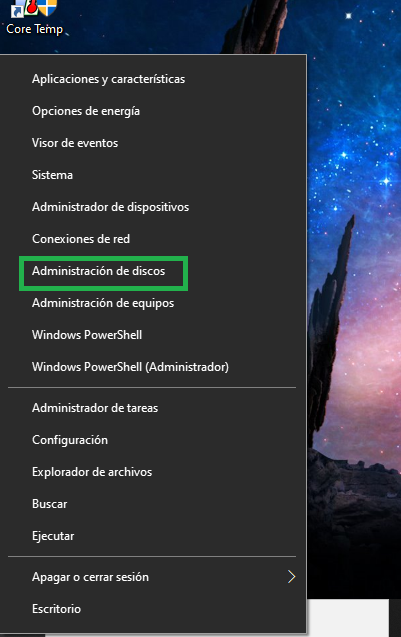 Core Temp
Aplicaciones y características
Opciones de energía
Visor de eventos
Sistema
Administrador de dispositivos
Conexiones de red
Administración de discos
Administración de equipos
Windows PowerShell
Windows PowerShell (Administrador)
Administrador de tareas
Configuración
Explorador de archivos
Buscar
Ejecutar
Apagar o cerrar sesión
Escritorio